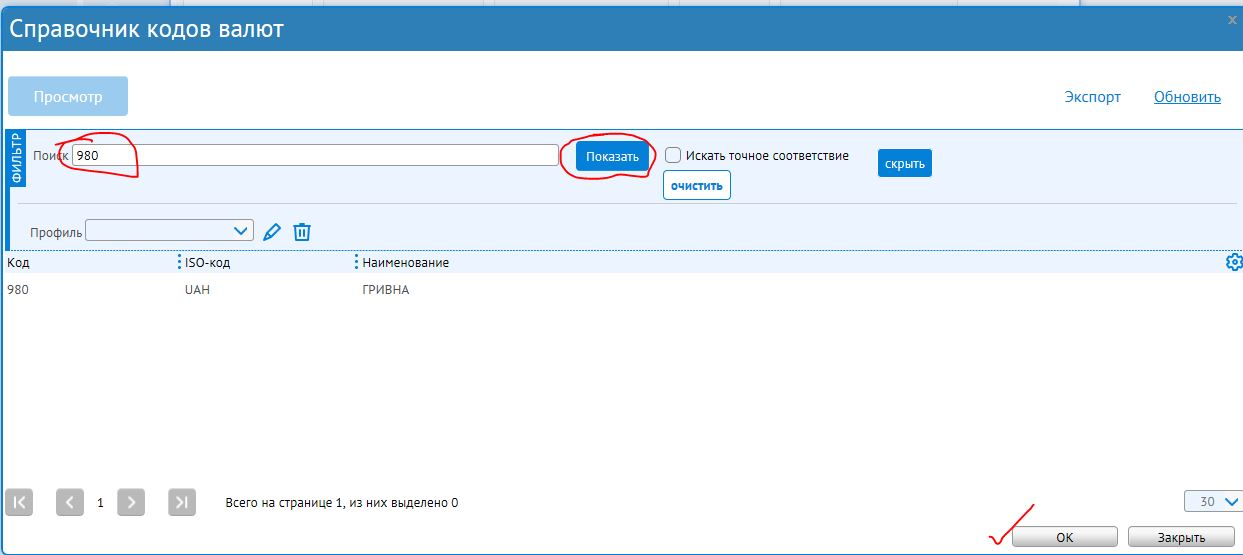 Справочник кодов валют
x
Просмотр
Экспорт
Обновить
ФИЛЬТР
Поиск 980
Показать
Искать точное соответствие
скрыть
очистить
Профиль
Код ISO-код Наименование
980 UAH ГРИВНА
1
Всего на странице 1, из них выделено 0
30
OK
Закрыть